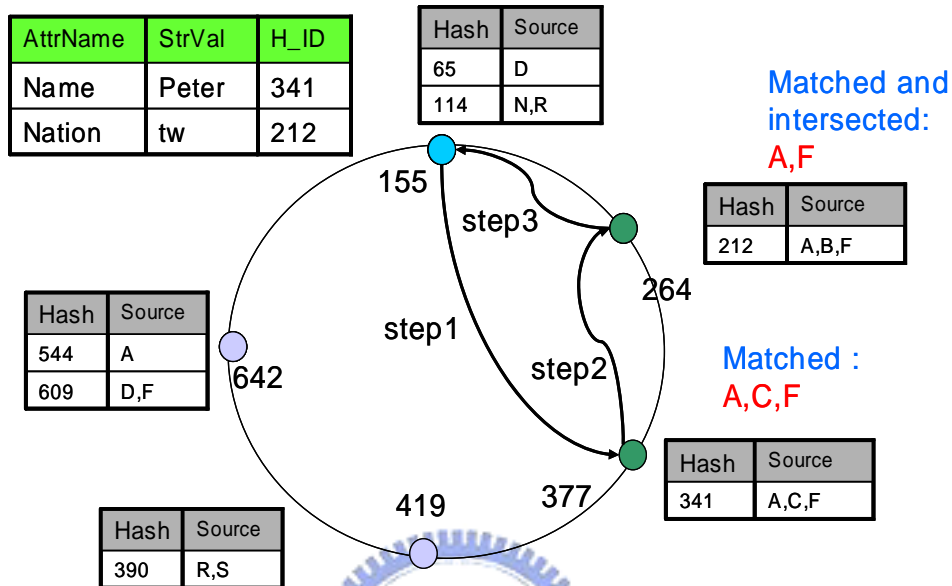 AttrName StrVal H_ID
Name Peter 341
Nation tw 212
Hash Source
65 D
114 N,R
Matched and
intersected:
A,F
155
step3
Hash Source
212 A,B,F
264
step1
Hash Source
544 A
609 D,F
642
step2
Matched :
A,C,F
Hash Source
341 A,C,F
419
377
Hash Source
390 R,S